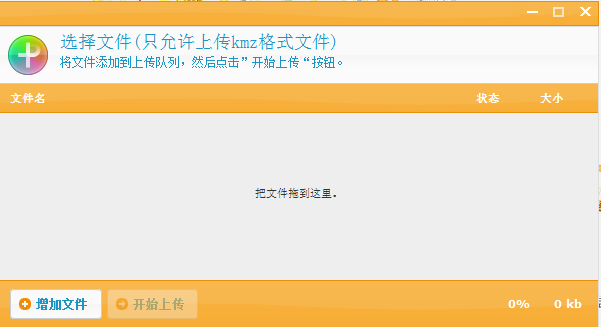 选择文件(只允许上传kmz格式文件)
将文件添加到上传队列，然后点击”开始上传“按钮。
文件名 状态 大小
把文件拖到这里。
增加文件 开始上传 0% 0 kb